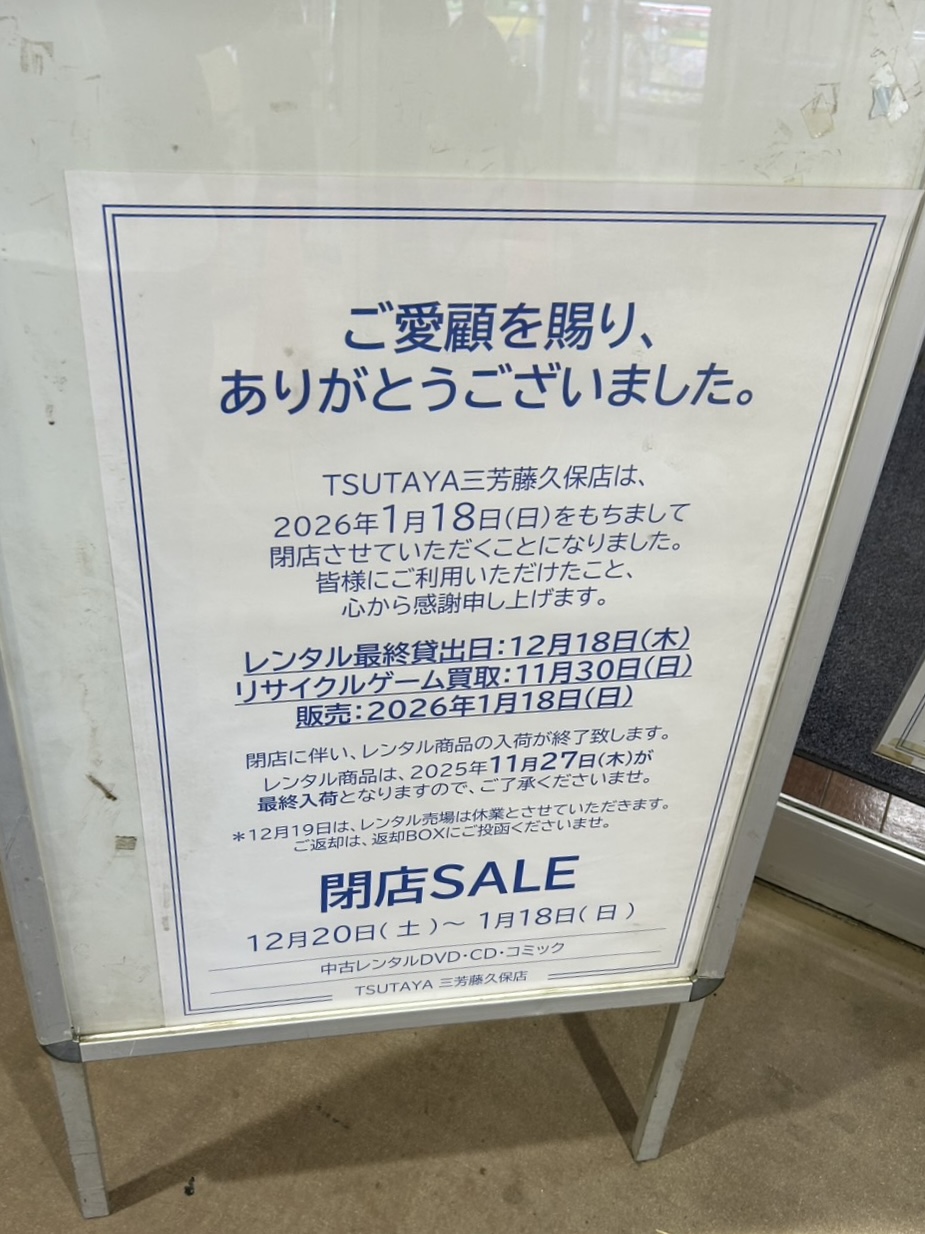 ご愛顧を賜り、
ありがとうございました。
TSUTAYA三芳藤久保店は、
2026年1月18日(日)をもちまして
閉店させていただくことになりました。
皆様にご利用いただけたこと、
心から感謝申し上げます。
レンタル最終貸出日:12月18日(木)
リサイクルゲーム買取:11月30日(日)
販売:2026年1月18日(日)
閉店に伴い、レンタル商品の入荷が終了致します。
レンタル商品は、2025年11月27日(木)が
最終入荷となりますので、ご了承くださいませ。
*12月19日は、レンタル売場は休業とさせていただきます。
ご返却は、返却BOXにご投函くださいませ。
閉店SALE
12月20日( 土 )~ 1月18日( 日 )
中古レンタルDVD・CD・コミック
TSUTAYA 三芳藤久保店